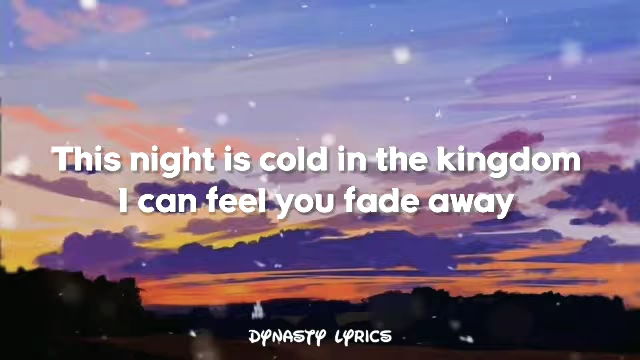 This night is cold in the kingdom
I can feel you fade away
DYNASTY LYRICS